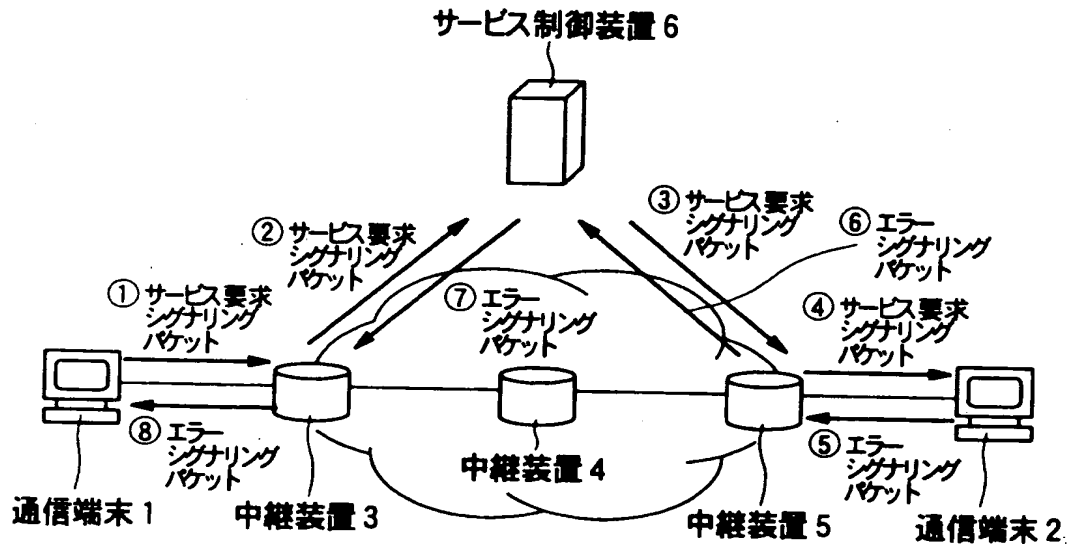 サービス制御装置6
② サービス要求
シグナリング
パケット
③ サービス要求
シグナリング
パケット
⑥ エラー
シグナリング
パケット
① サービス要求
シグナリング
パケット
⑦ エラー
シグナリング
パケット
④ サービス要求
シグナリング
パケット
⑧ エラー
シグナリング
パケット
⑤ エラー
シグナリング
パケット
通信端末1
中継装置3
中継装置4
中継装置5
通信端末2